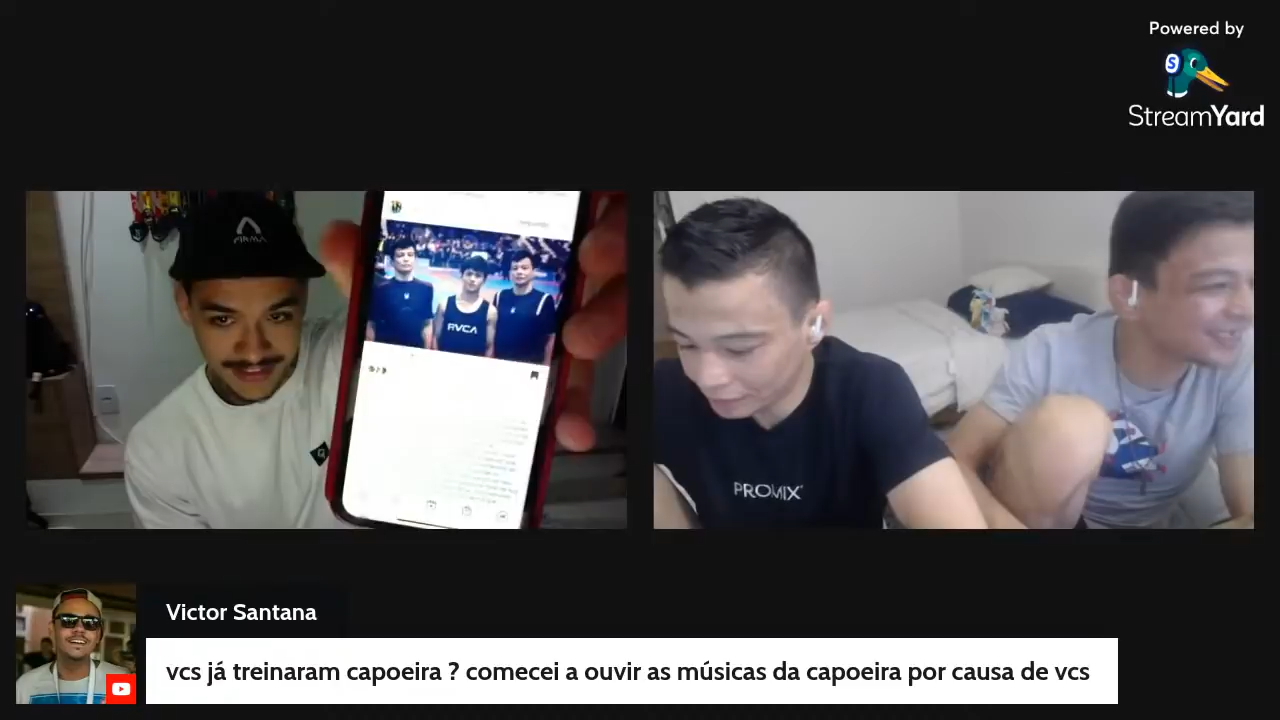 Powered by
StreamYard
FIRMA
RVCA
PROMIX
Victor Santana
vcs já treinaram capoeira ? comecei a ouvir as músicas da capoeira por causa de vcs